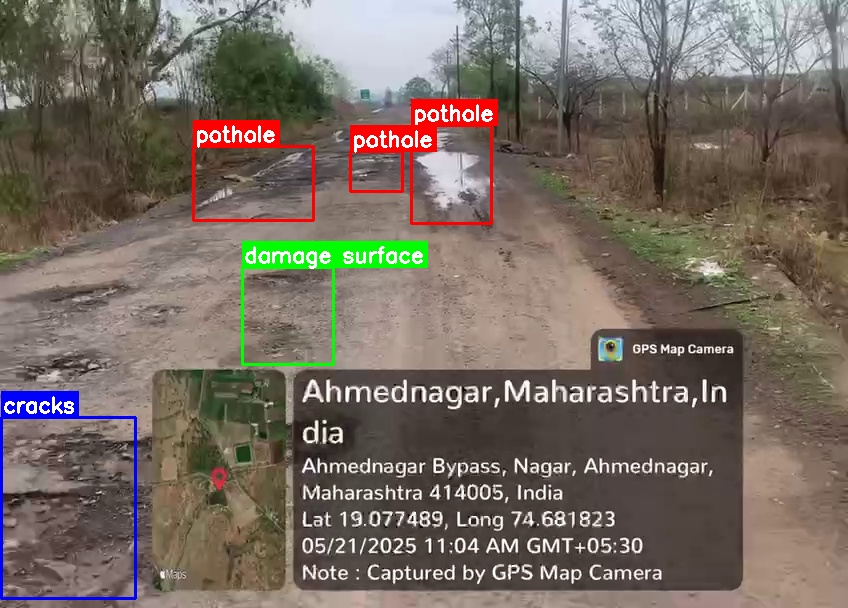 pothole
pothole
pothole
damage surface
cracks
GPS Map Camera
Ahmednagar,Maharashtra,In
dia
Ahmednagar Bypass, Nagar, Ahmednagar,
Maharashtra 414005, India
Lat 19.077489, Long 74.681823
05/21/2025 11:04 AM GMT+05:30
Note : Captured by GPS Map Camera
Maps